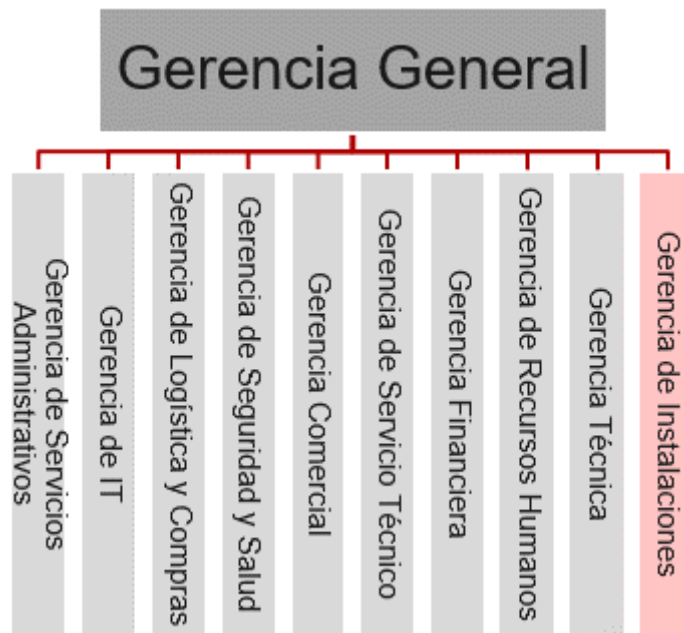 Gerencia General
Gerencia de Servicios
Administrativos
Gerencia de IT
Gerencia de Logística y Compras
Gerencia de Seguridad y Salud
Gerencia Comercial
Gerencia de Servicio Técnico
Gerencia Financiera
Gerencia de Recursos Humanos
Gerencia Técnica
Gerencia de Instalaciones